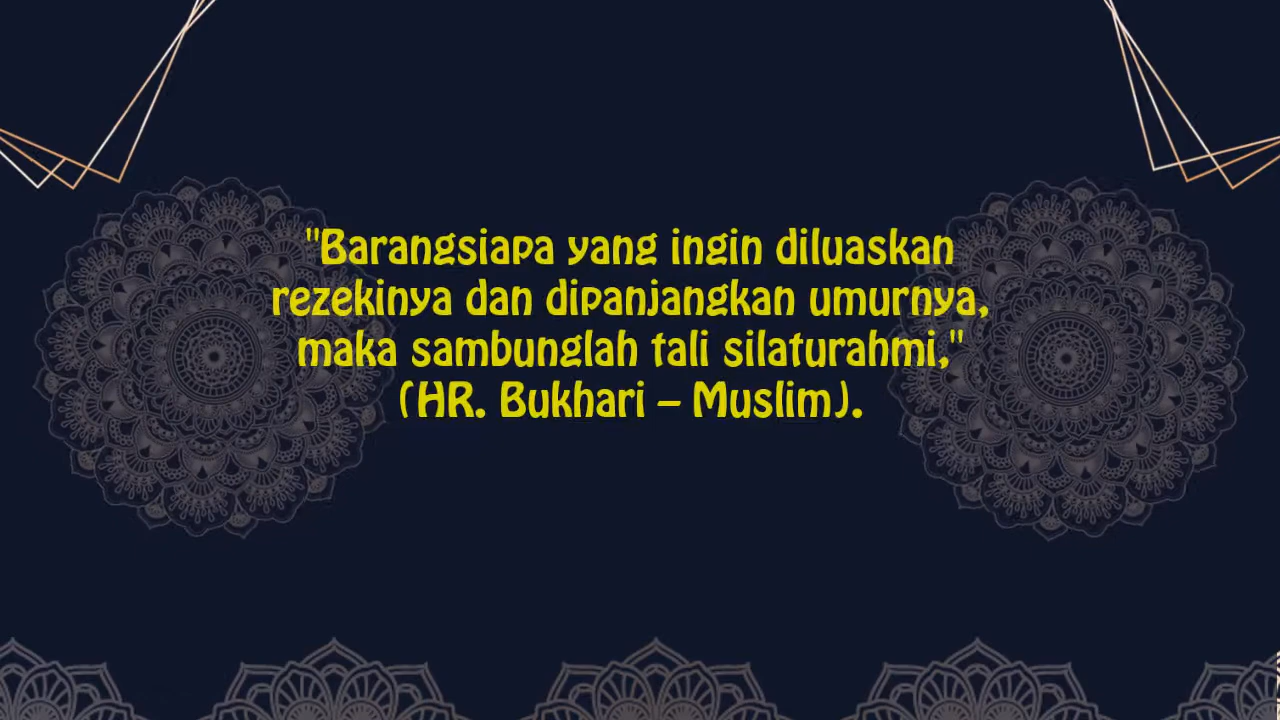 "Barangsiapa yang ingin diluaskan
rezekinya dan dipanjangkan umurnya,
maka sambunglah tali silaturahmi,"
(HR. Bukhari – Muslim).